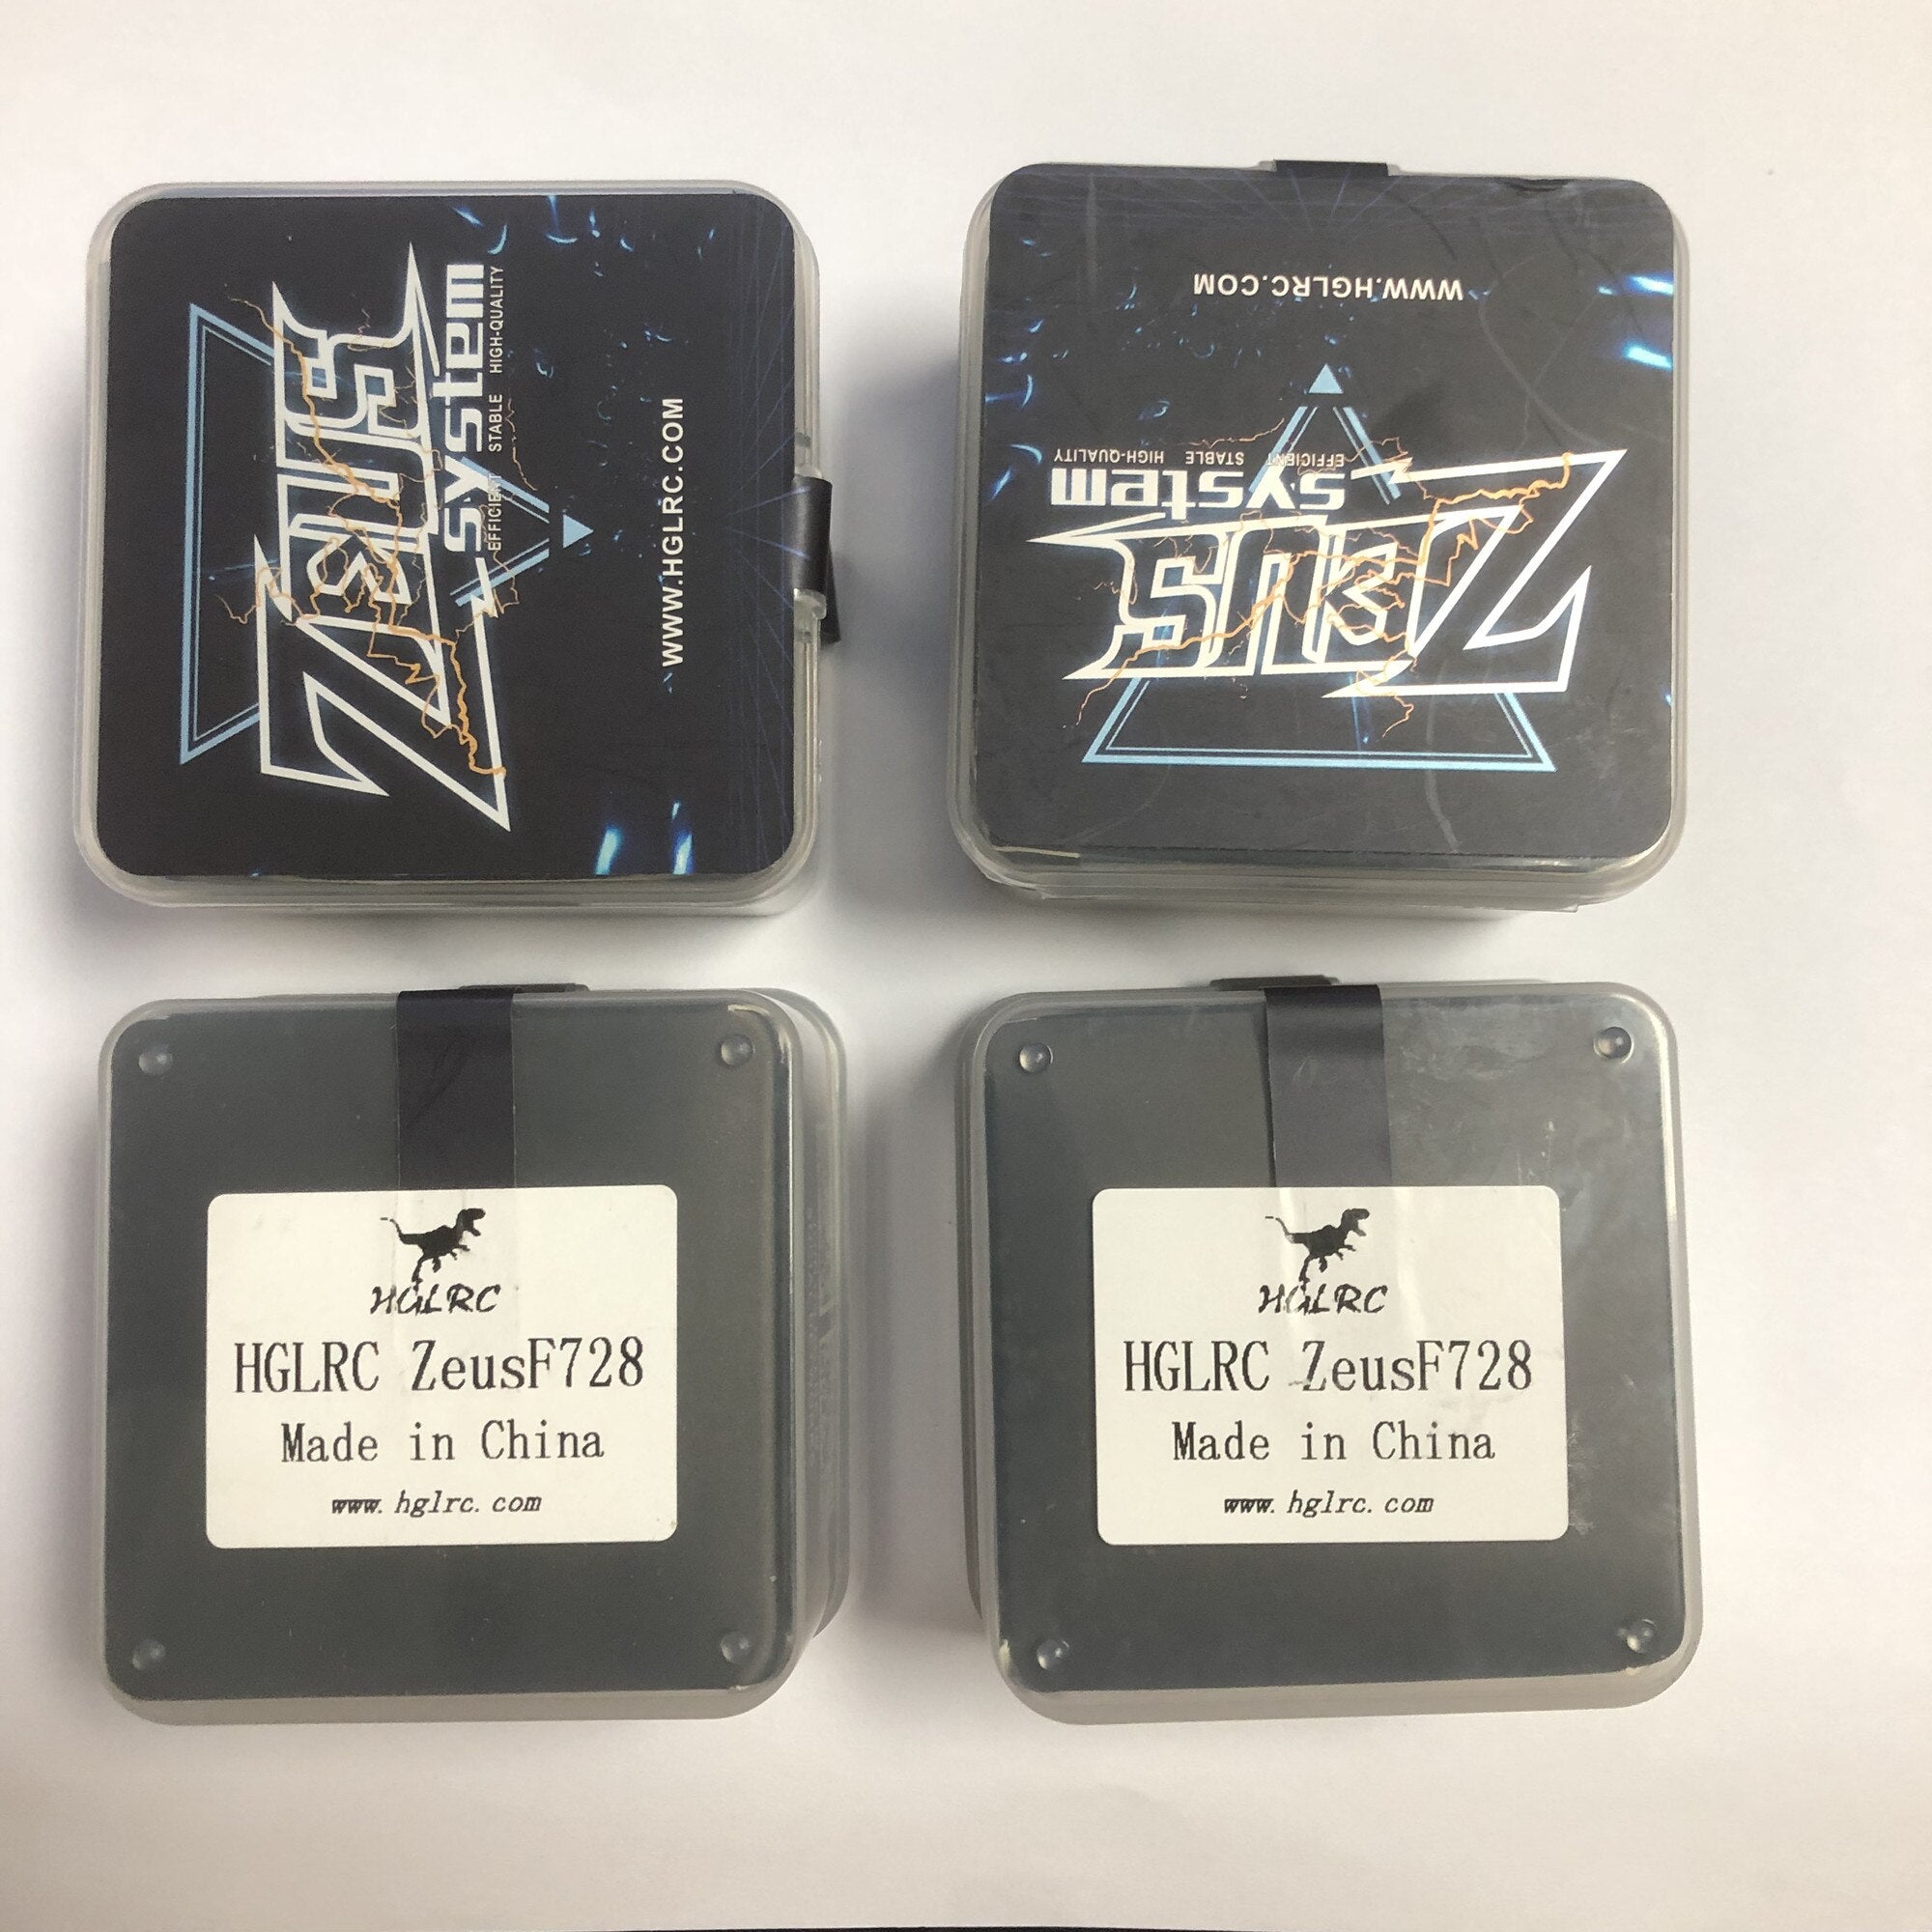 ZEUS
system
EFFICIENT STABLE HIGH-QUALITY
WWW.HGLRC.COM
ZEUS
system
EFFICIENT STABLE HIGH-QUALITY
WWW.HGLRC.COM
HGLRC
HGLRC ZeusF728
Made in China
www.hglrc.com
HGLRC
HGLRC ZeusF728
Made in China
www.hglrc.com